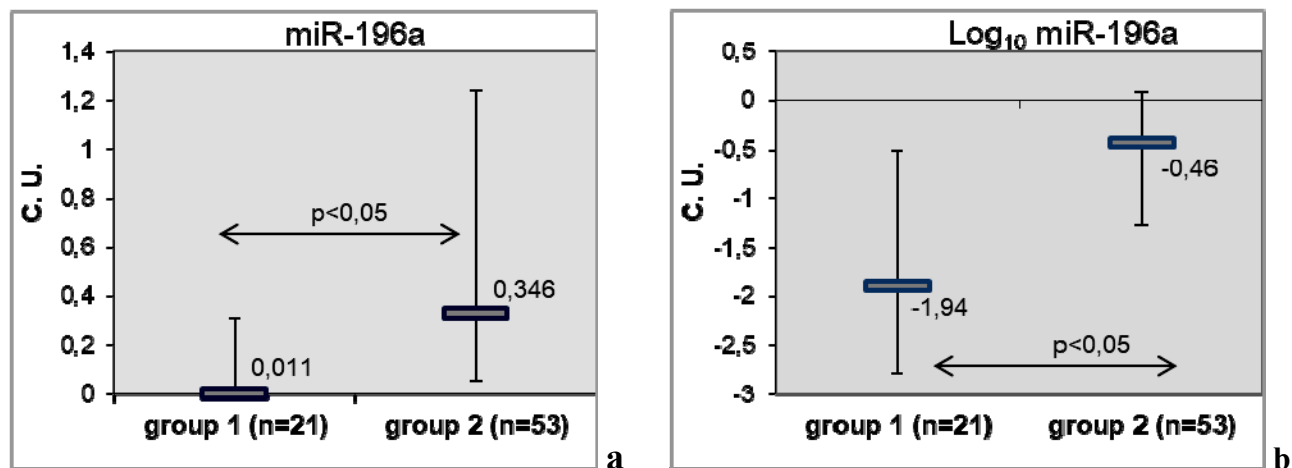 miR-196a
1,4
1,2
1
0,8
0,6
0,4
0,2
0
C. U.
p<0,05
0,346
0,011
group 1 (n=21) group 2 (n=53)
a
Log₁₀ miR-196a
0,5
0
-0,5
-1
-1,5
-2
-2,5
-3
C. U.
-0,46
-1,94
p<0,05
group 1 (n=21) group 2 (n=53)
b